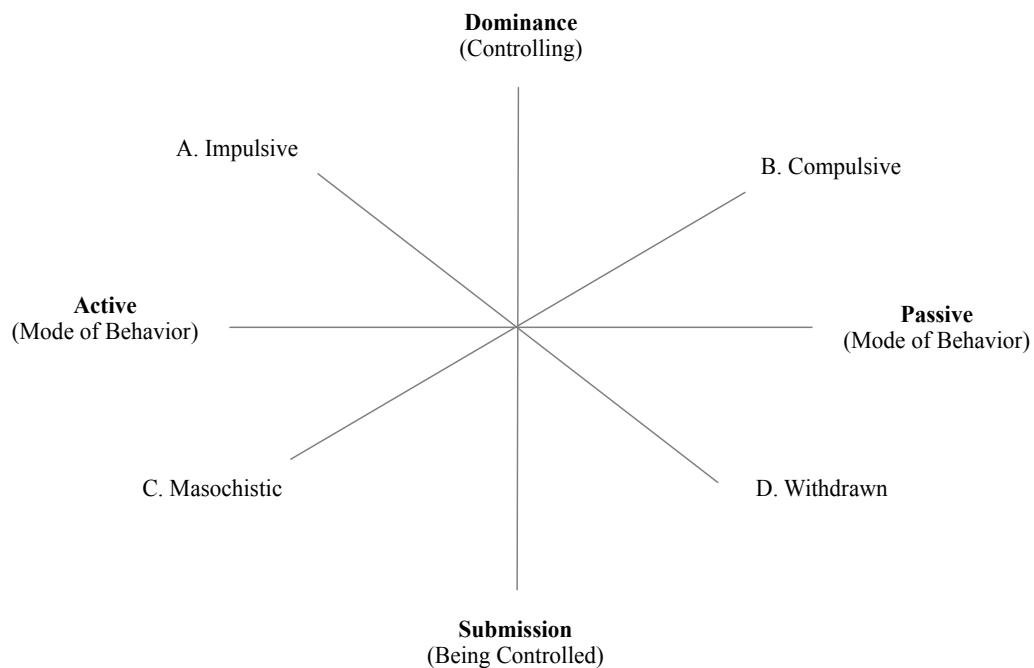 Dominance
(Controlling)
A. Impulsive
B. Compulsive
Active
(Mode of Behavior)
Passive
(Mode of Behavior)
C. Masochistic
D. Withdrawn
Submission
(Being Controlled)